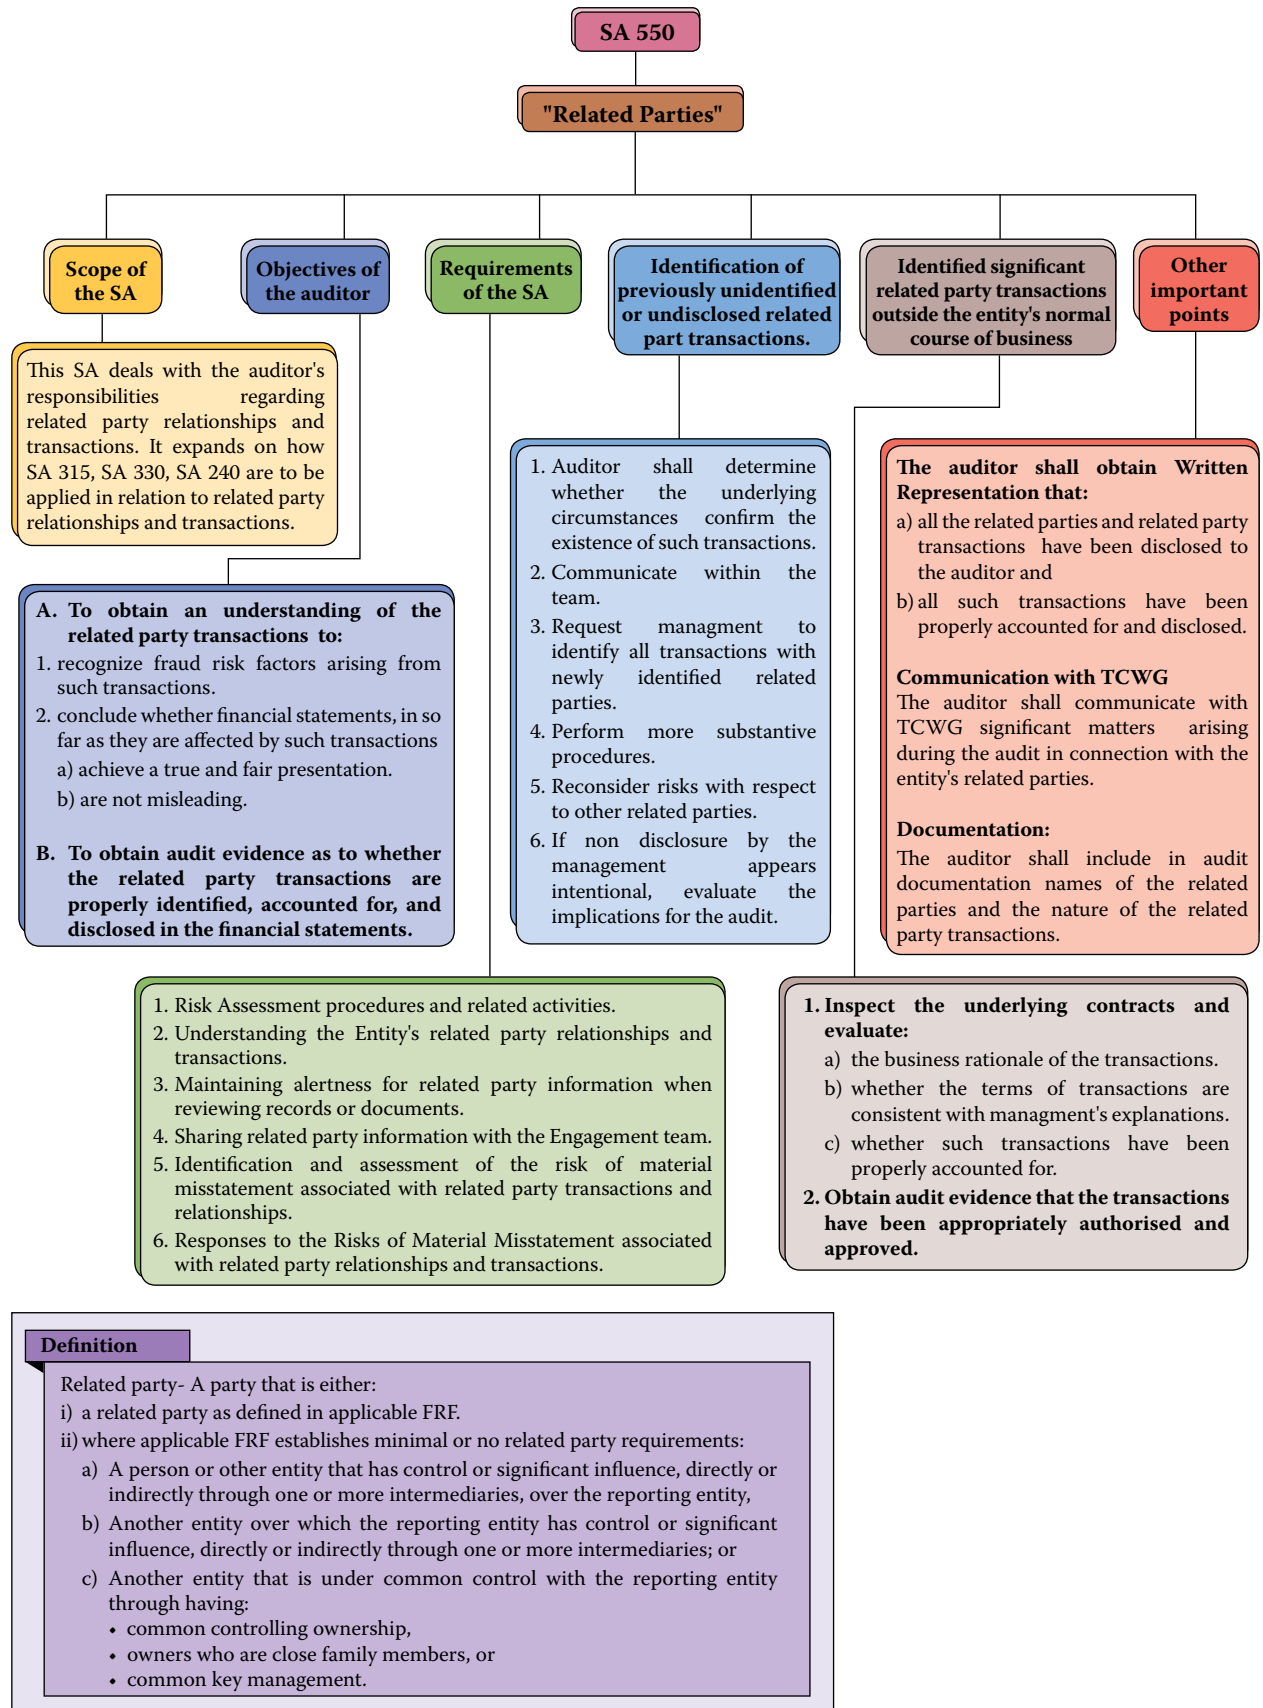 SA 550
"Related Parties"
Scope of
the SA
Objectives of
the auditor
Requirements
of the SA
Identification of
previously unidentified
or undisclosed related
part transactions.
Identified significant
related party transactions
outside the entity's normal
course of business
Other
important
points
This SA deals with the auditor's
responsibilities regarding
related party relationships and
transactions. It expands on how
SA 315, SA 330, SA 240 are to be
applied in relation to related party
relationships and transactions.
A. To obtain an understanding of the
related party transactions to:
1. recognize fraud risk factors arising from
such transactions.
2. conclude whether financial statements, in so
far as they are affected by such transactions
a) achieve a true and fair presentation.
b) are not misleading.
B. To obtain audit evidence as to whether
the related party transactions are
properly identified, accounted for, and
disclosed in the financial statements.
1. Auditor shall determine
whether the underlying
circumstances confirm the
existence of such transactions.
2. Communicate within the
team.
3. Request managment to
identify all transactions with
newly identified related
parties.
4. Perform more substantive
procedures.
5. Reconsider risks with respect
to other related parties.
6. If non disclosure by the
management appears
intentional, evaluate the
implications for the audit.
The auditor shall obtain Written
Representation that:
a) all the related parties and related party
transactions have been disclosed to
the auditor and
b) all such transactions have been
properly accounted for and disclosed.
Communication with TCWG
The auditor shall communicate with
TCWG significant matters arising
during the audit in connection with the
entity's related parties.
Documentation:
The auditor shall include in audit
documentation names of the related
parties and the nature of the related
party transactions.
1. Risk Assessment procedures and related activities.
2. Understanding the Entity's related party relationships and
transactions.
3. Maintaining alertness for related party information when
reviewing records or documents.
4. Sharing related party information with the Engagement team.
5. Identification and assessment of the risk of material
misstatement associated with related party transactions and
relationships.
6. Responses to the Risks of Material Misstatement associated
with related party relationships and transactions.
1. Inspect the underlying contracts and
evaluate:
a) the business rationale of the transactions.
b) whether the terms of transactions are
consistent with managment's explanations.
c) whether such transactions have been
properly accounted for.
2. Obtain audit evidence that the transactions
have been appropriately authorised and
approved.
Definition
Related party- A party that is either:
i) a related party as defined in applicable FRF.
ii) where applicable FRF establishes minimal or no related party requirements:
a) A person or other entity that has control or significant influence, directly or
indirectly through one or more intermediaries, over the reporting entity,
b) Another entity over which the reporting entity has control or significant
influence, directly or indirectly through one or more intermediaries; or
c) Another entity that is under common control with the reporting entity
through having:
• common controlling ownership,
• owners who are close family members, or
• common key management.